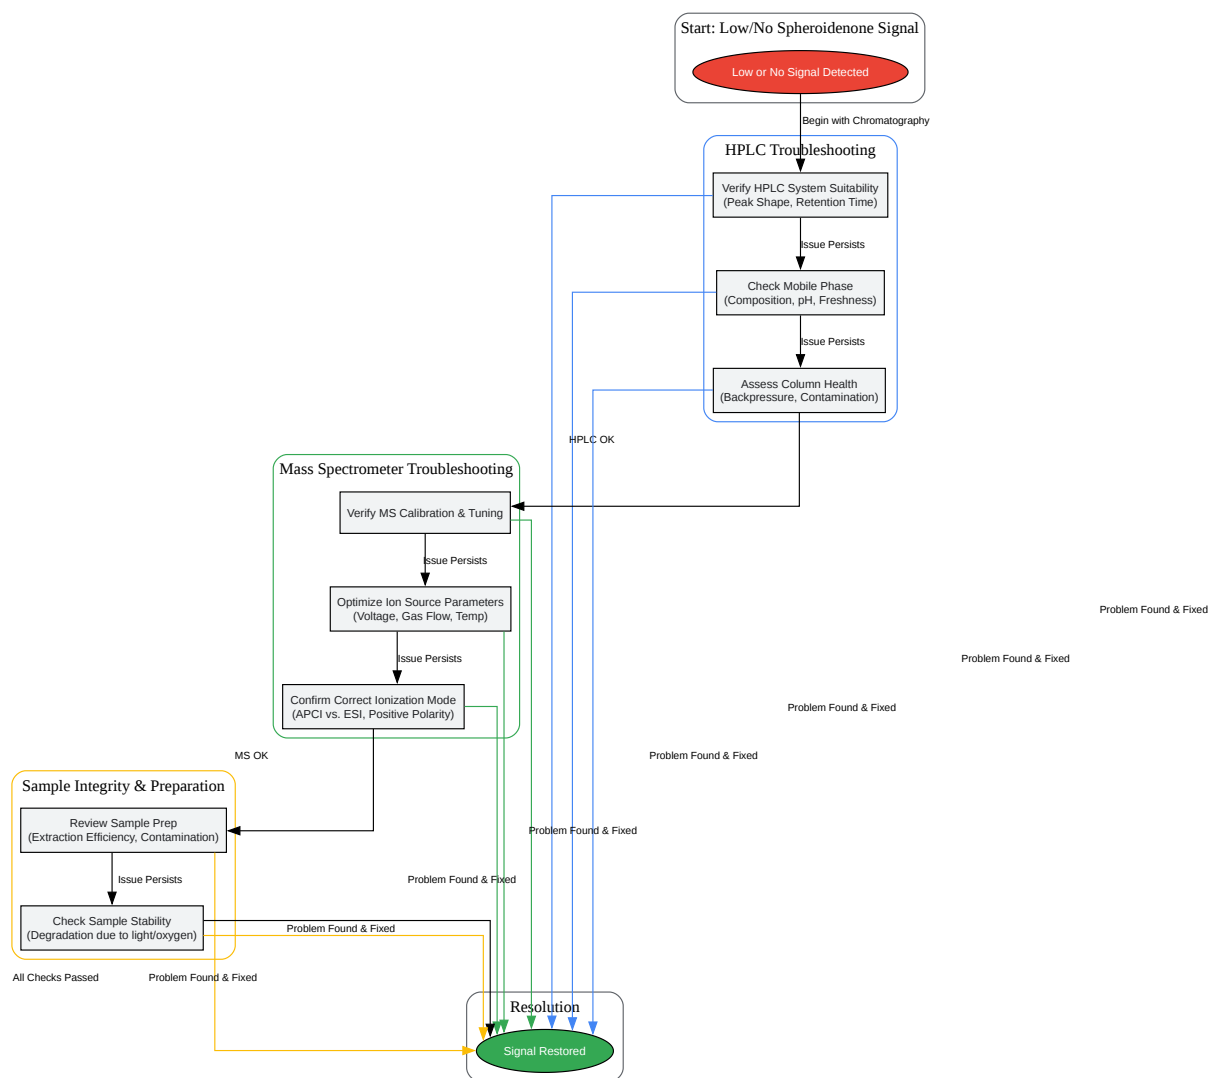 Start: Low/No Spheroidenone Signal
Low or No Signal Detected
Begin with Chromatography
HPLC Troubleshooting
Verify HPLC System Suitability
(Peak Shape, Retention Time)
Issue Persists
Check Mobile Phase
(Composition, pH, Freshness)
Issue Persists
Assess Column Health
(Backpressure, Contamination)
HPLC OK
Mass Spectrometer Troubleshooting
Verify MS Calibration & Tuning
Issue Persists
Optimize Ion Source Parameters
(Voltage, Gas Flow, Temp)
Problem Found & Fixed
Issue Persists
Problem Found & Fixed
Confirm Correct Ionization Mode
(APCI vs. ESI, Positive Polarity)
Problem Found & Fixed
MS OK
Problem Found & Fixed
Sample Integrity & Preparation
Review Sample Prep
(Extraction Efficiency, Contamination)
Problem Found & Fixed
Issue Persists
Problem Found & Fixed
Check Sample Stability
(Degradation due to light/oxygen)
Problem Found & Fixed
All Checks Passed
Problem Found & Fixed
Resolution
Signal Restored